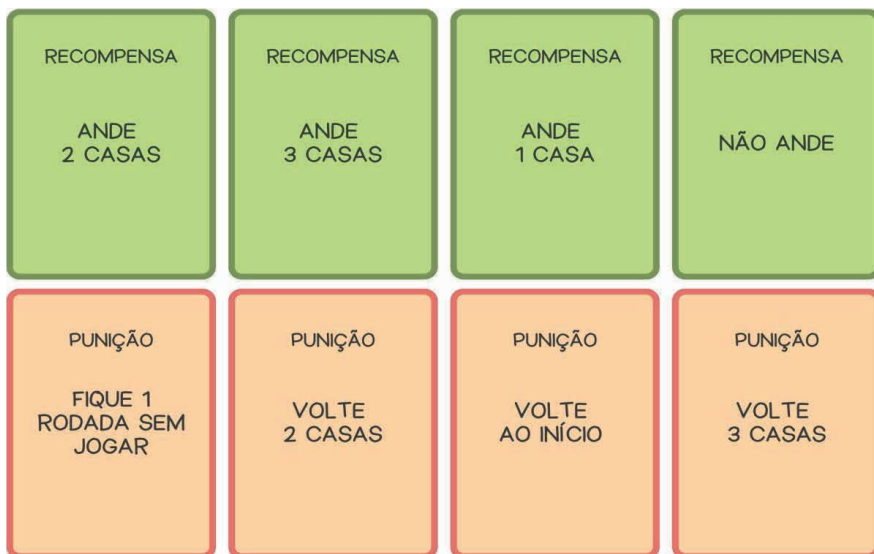 RECOMPENSA
ANDE
2 CASAS
RECOMPENSA
ANDE
3 CASAS
RECOMPENSA
ANDE
1 CASA
RECOMPENSA
NÃO ANDE
PUNIÇÃO
FIQUE 1
RODADA SEM
JOGAR
PUNIÇÃO
VOLTE
2 CASAS
PUNIÇÃO
VOLTE
AO INÍCIO
PUNIÇÃO
VOLTE
3 CASAS